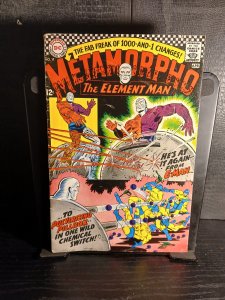 DC
THE FAB FREAK OF 1000-AND-1 CHANGES!
METAMORPHO
The ELEMENT MAN
12¢
HE'S AT
IT AGAIN--
FROM
...TO
IN ONE WILD
CHEMICAL
SWITCH!